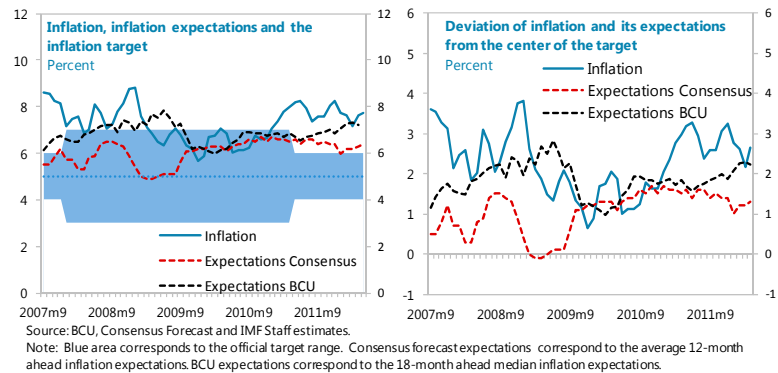 Inflation, inflation expectations and the
inflation target
Percent
12
10
8
6
4
2
0
12
10
8
6
4
2
0
Inflation
Expectations Consensus
Expectations BCU
2007m9
2008m9
2009m9
2010m9
2011m9
Deviation of inflation and its expectations
from the center of the target
Percent
6
5
4
3
2
1
0
-1
6
5
4
3
2
1
0
-1
Inflation
Expectations Consensus
Expectations BCU
2007m9
2008m9
2009m9
2010m9
2011m9
Source: BCU, Consensus Forecast and IMF Staff estimates.
Note: Blue area corresponds to the official target range. Consensus forecast expectations correspond to the average 12-month
ahead inflation expectations. BCU expectations correspond to the 18-month ahead median inflation expectations.